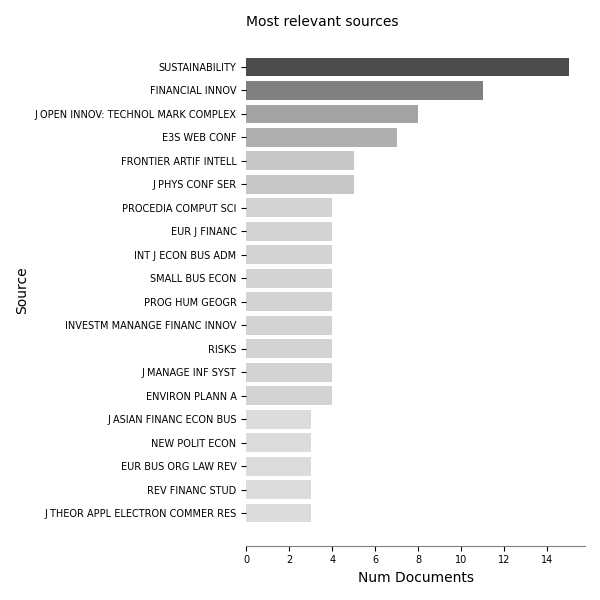 Most relevant sources
SUSTAINABILITY
FINANCIAL INNOV
J OPEN INNOV: TECHNOL MARK COMPLEX
E3S WEB CONF
FRONTIER ARTIF INTELL
J PHYS CONF SER
PROCEDIA COMPUT SCI
EUR J FINANC
INT J ECON BUS ADM
SMALL BUS ECON
PROG HUM GEOGR
INVESTM MANANGE FINANC INNOV
RISKS
J MANAGE INF SYST
ENVIRON PLANN A
J ASIAN FINANC ECON BUS
NEW POLIT ECON
EUR BUS ORG LAW REV
REV FINANC STUD
J THEOR APPL ELECTRON COMMER RES
Source
0 2 4 6 8 10 12 14
Num Documents